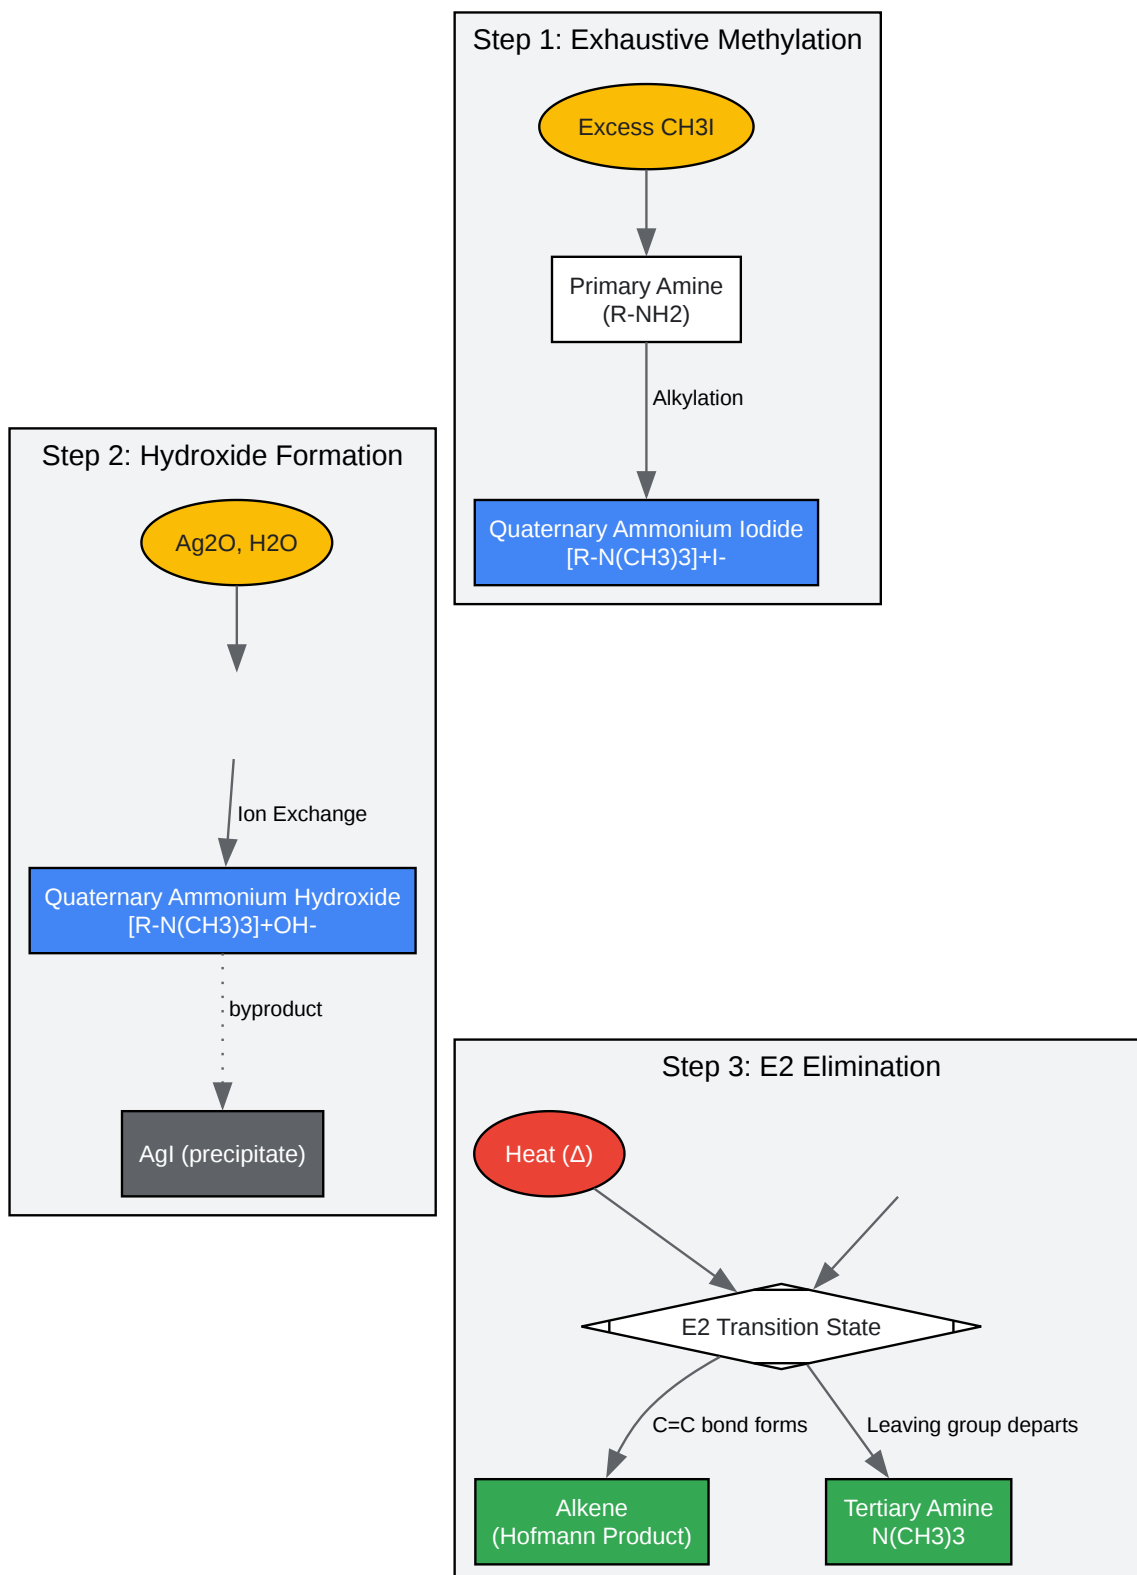 Step 1: Exhaustive Methylation
Excess CH3I
Primary Amine
(R-NH2)
Alkylation
Quaternary Ammonium Iodide
[R-N(CH3)3]+I-
Step 2: Hydroxide Formation
Ag2O, H2O
Ion Exchange
Quaternary Ammonium Hydroxide
[R-N(CH3)3]+OH-
byproduct
AgI (precipitate)
Step 3: E2 Elimination
Heat (Δ)
E2 Transition State
C=C bond forms
Leaving group departs
Alkene
(Hofmann Product)
Tertiary Amine
N(CH3)3